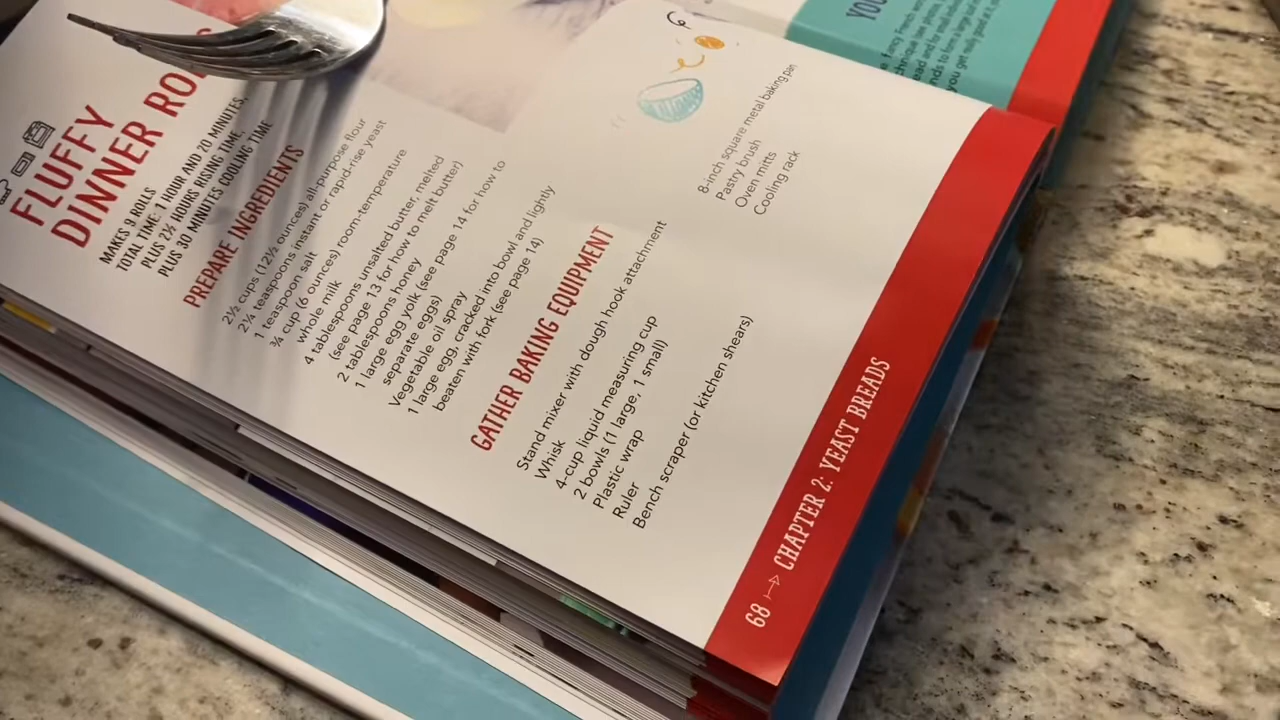 FLUFFY
DINNER
MAKES 9 ROLLS
TOTAL TIME: 1 HOUR AND 20 MINUTES,
PLUS 2½ HOURS RISING TIME,
PLUS 30 MINUTES COOLING TIME
PREPARE INGREDIENTS
2½ cups (12½ ounces) all-purpose flour
2¼ teaspoons instant or rapid-rise yeast
1 teaspoon salt
¾ cup (6 ounces) room-temperature
whole milk
4 tablespoons unsalted butter, melted
(see page 13 for how to melt butter)
2 tablespoons honey
1 large egg yolk (see page 14 for how to
separate eggs)
Vegetable oil spray
1 large egg, cracked into bowl and lightly
beaten with fork (see page 14)
GATHER BAKING EQUIPMENT
Stand mixer with dough hook attachment
Whisk
4-cup liquid measuring cup
2 bowls (1 large, 1 small)
Plastic wrap
Ruler
Bench scraper (or kitchen shears)
8-inch square metal baking pan
Pastry brush
Oven mitts
Cooling rack
68 CHAPTER 2: YEAST BREADS